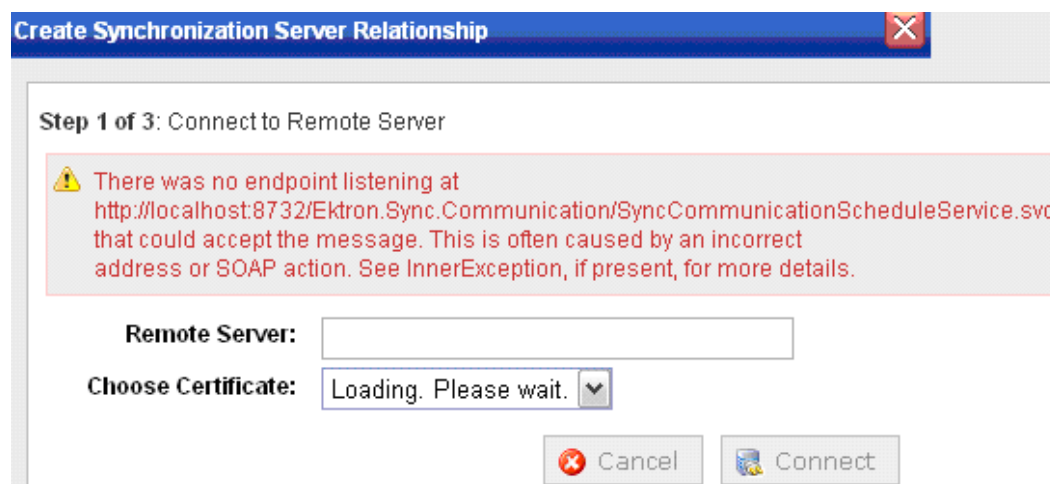 Create Synchronization Server Relationship
Step 1 of 3: Connect to Remote Server
There was no endpoint listening at
http://localhost:8732/Ektron.Sync.Communication/SyncCommunicationScheduleService.svc
that could accept the message. This is often caused by an incorrect
address or SOAP action. See InnerException, if present, for more details.
Remote Server:
Choose Certificate: Loading. Please wait.
Cancel Connect